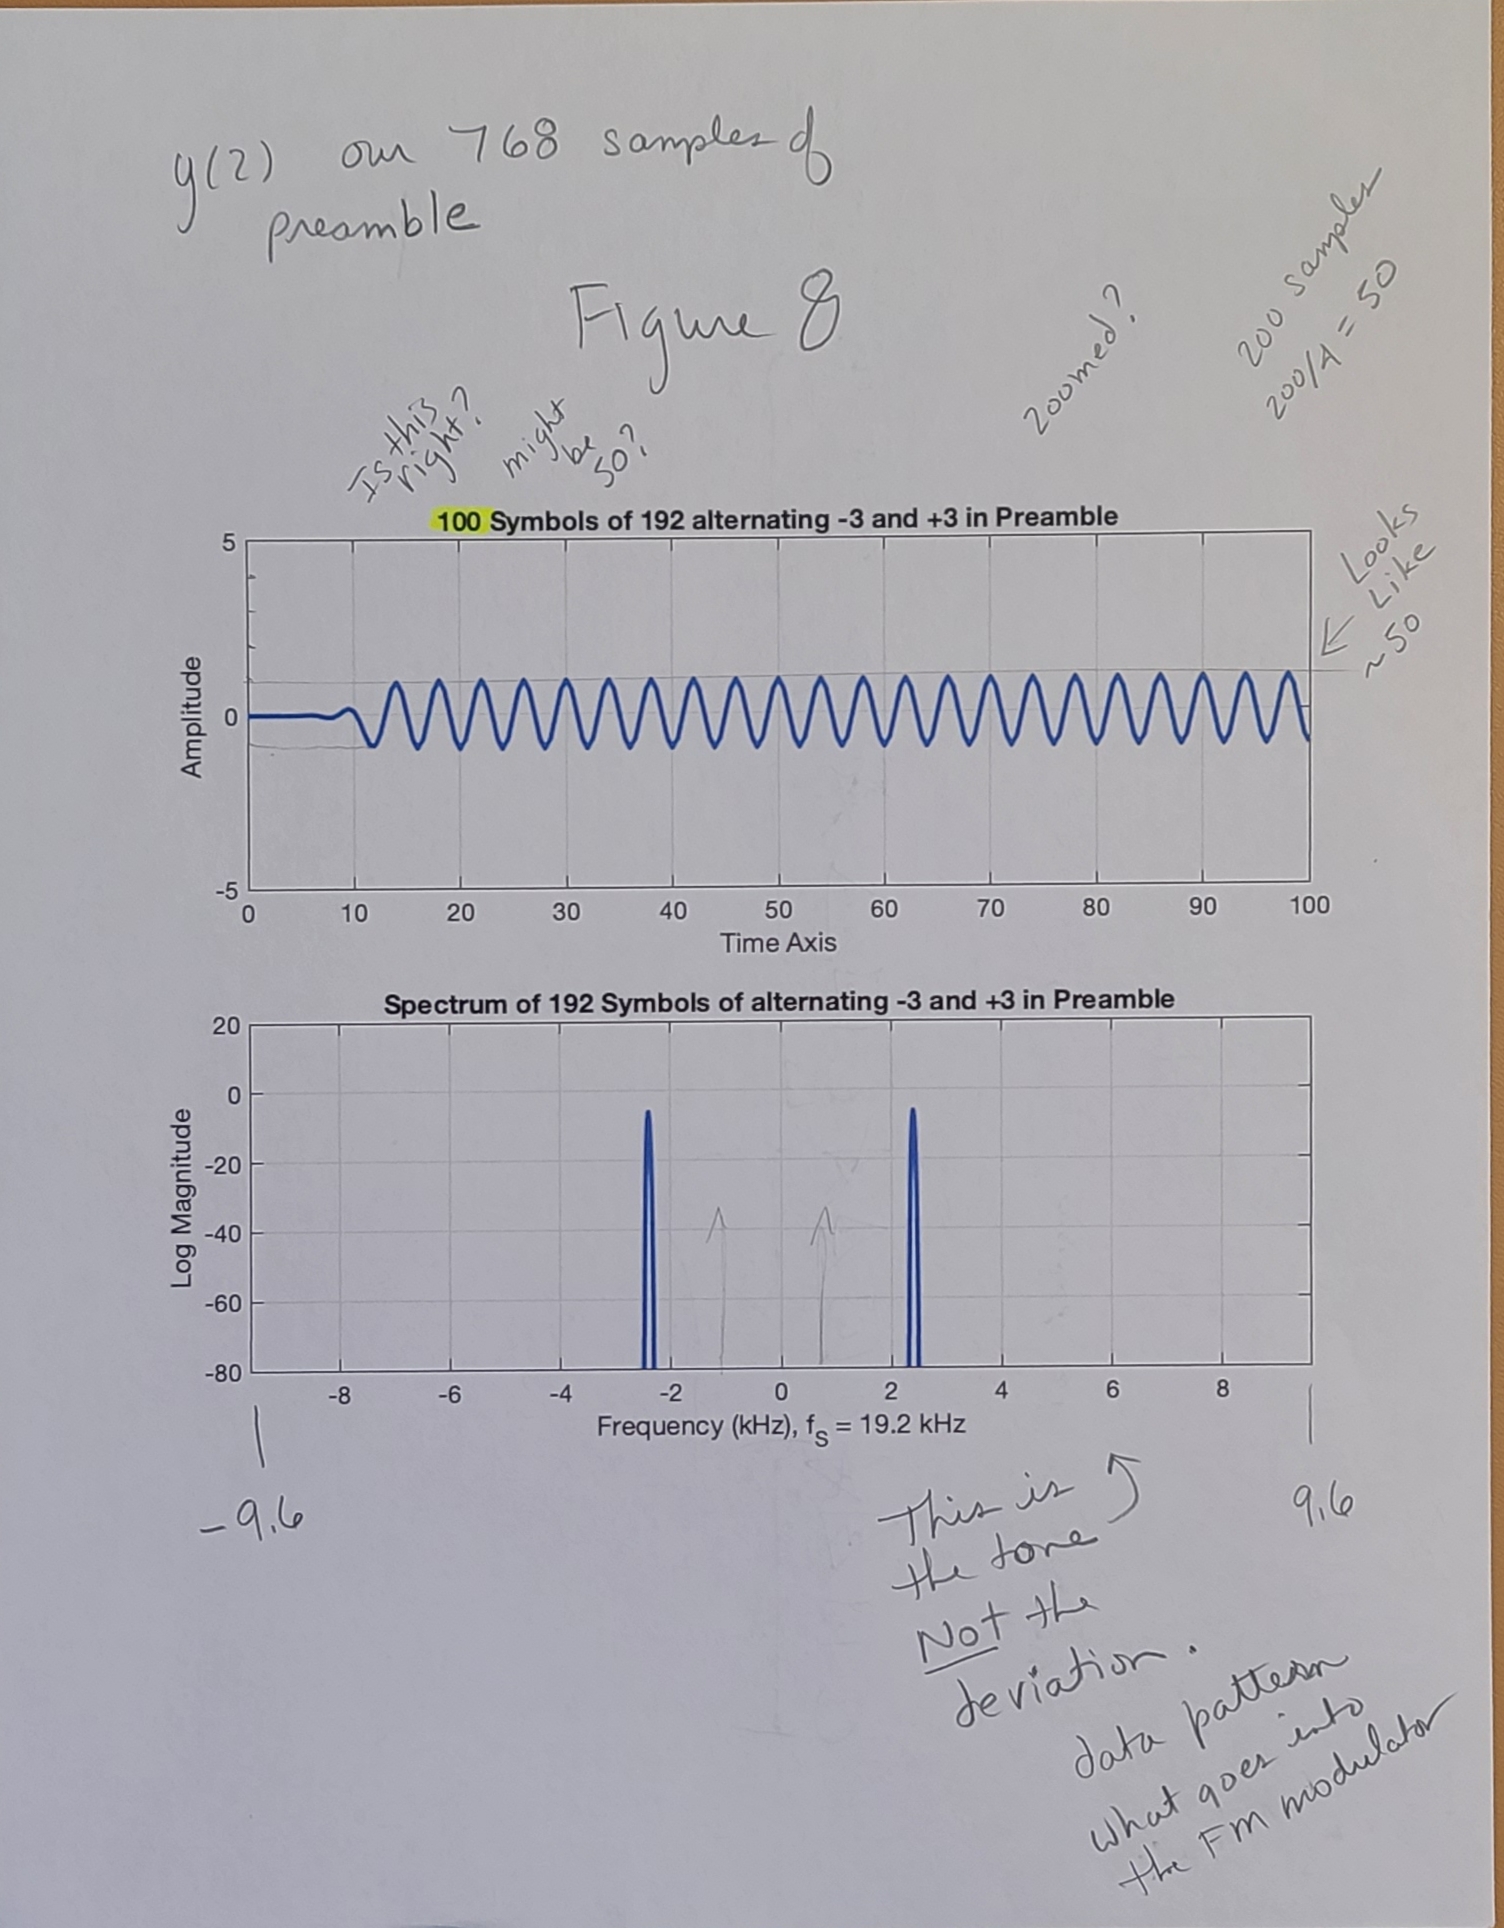 y(2) our 768 samples of
preamble
Figure 8
Is this
right?
might
be
50?
zoomed?
200 samples
200/4 = 50
100 Symbols of 192 alternating -3 and +3 in Preamble
Looks
Like
~50
5
0
-5
Amplitude
0 10 20 30 40 50 60 70 80 90 100
Time Axis
Spectrum of 192 Symbols of alternating -3 and +3 in Preamble
20
0
-20
-40
-60
-80
Log Magnitude
-8 -6 -4 -2 0 2 4 6 8
Frequency (kHz), fS = 19.2 kHz
-9.6
9.6
This is
the tone
Not the
deviation.
data pattern
what goes into
the FM modulator